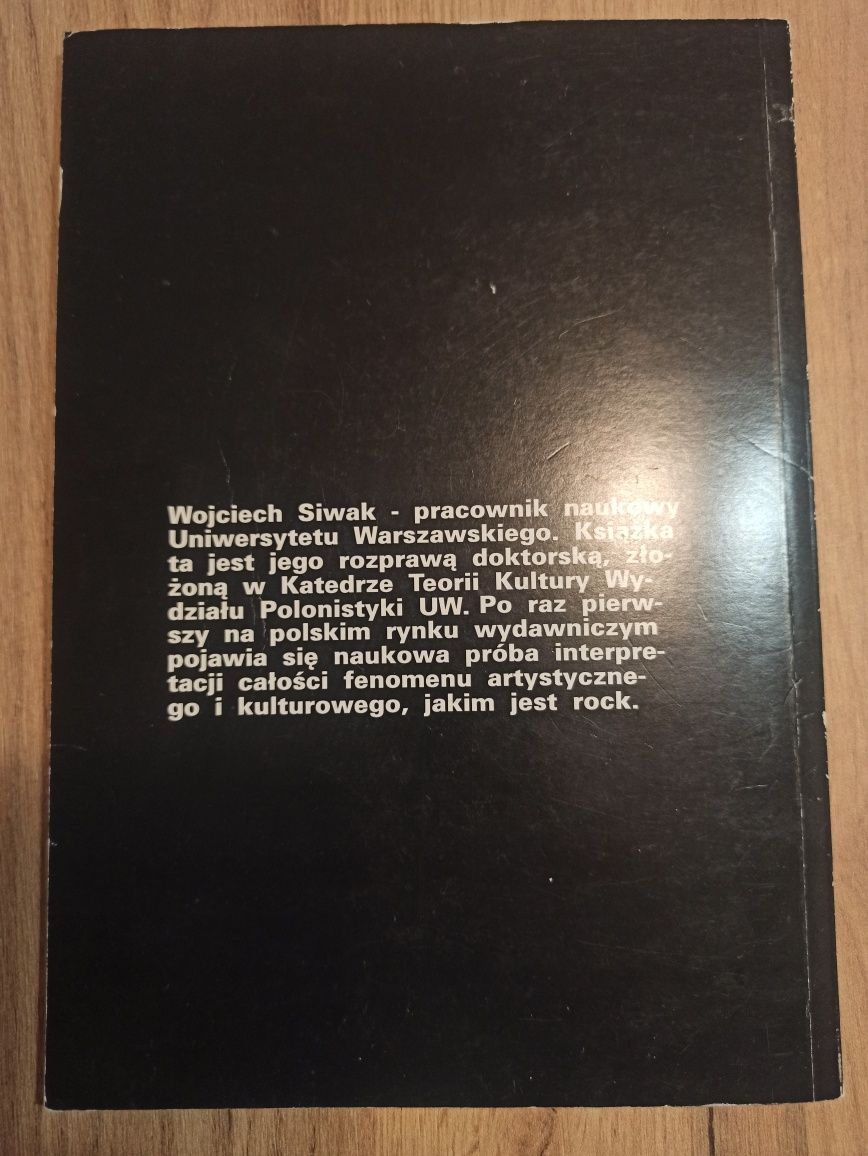 Wojciech Siwak - pracownik naukowy
Uniwersytetu Warszawskiego. Książka
ta jest jego rozprawą doktorską, zło-
żoną w Katedrze Teorii Kultury Wy-
działu Polonistyki UW. Po raz pierw-
szy na polskim rynku wydawniczym
pojawia się naukowa próba interpre-
tacji całości fenomenu artystyczne-
go i kulturowego, jakim jest rock.